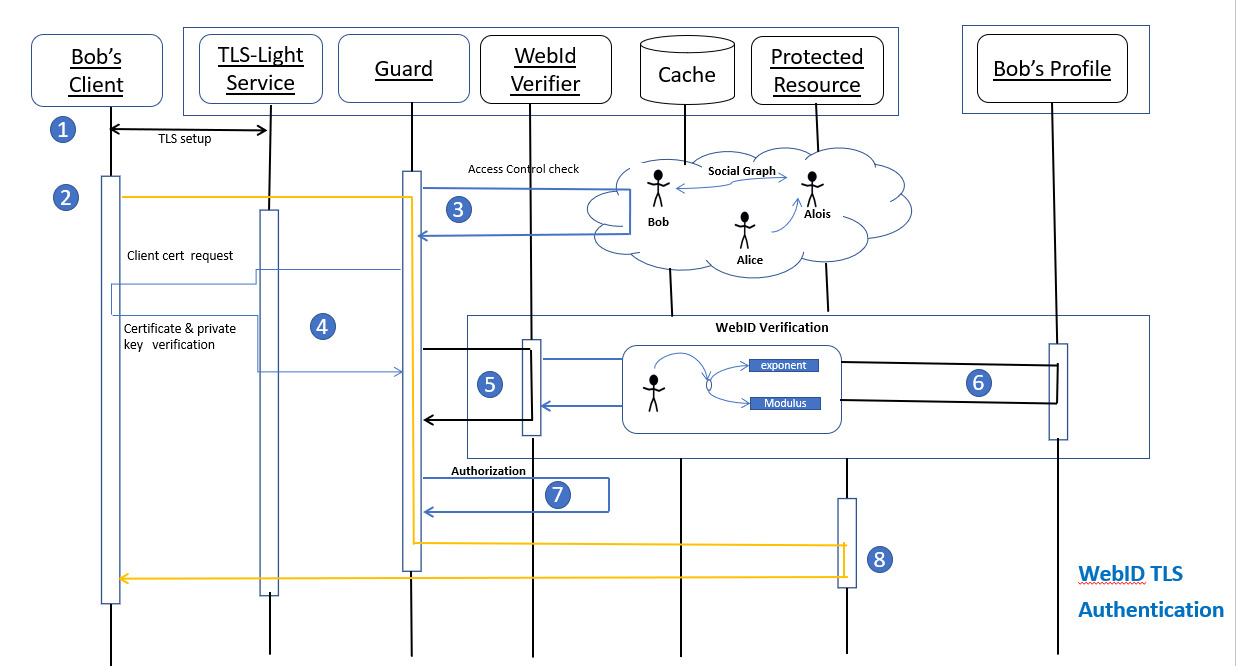 Bob's
Client
TLS-Light
Service
Guard
WebId
Verifier
Cache
Protected
Resource
Bob's Profile
1
TLS setup
2
Access Control check
3
Social Graph
Bob
Alois
Alice
Client cert request
4
Certificate & private
key verification
WebID Verification
5
exponent
Modulus
6
Authorization
7
8
WebID TLS
Authentication